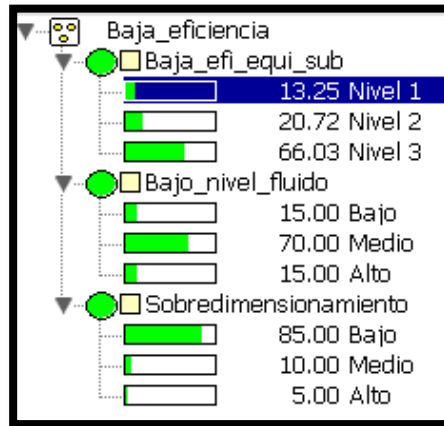 Baja_eficiencia
Baja_efi_equi_sub
13.25 Nivel 1
20.72 Nivel 2
66.03 Nivel 3
Bajo_nivel_fluido
15.00 Bajo
70.00 Medio
15.00 Alto
Sobredimensionamiento
85.00 Bajo
10.00 Medio
5.00 Alto